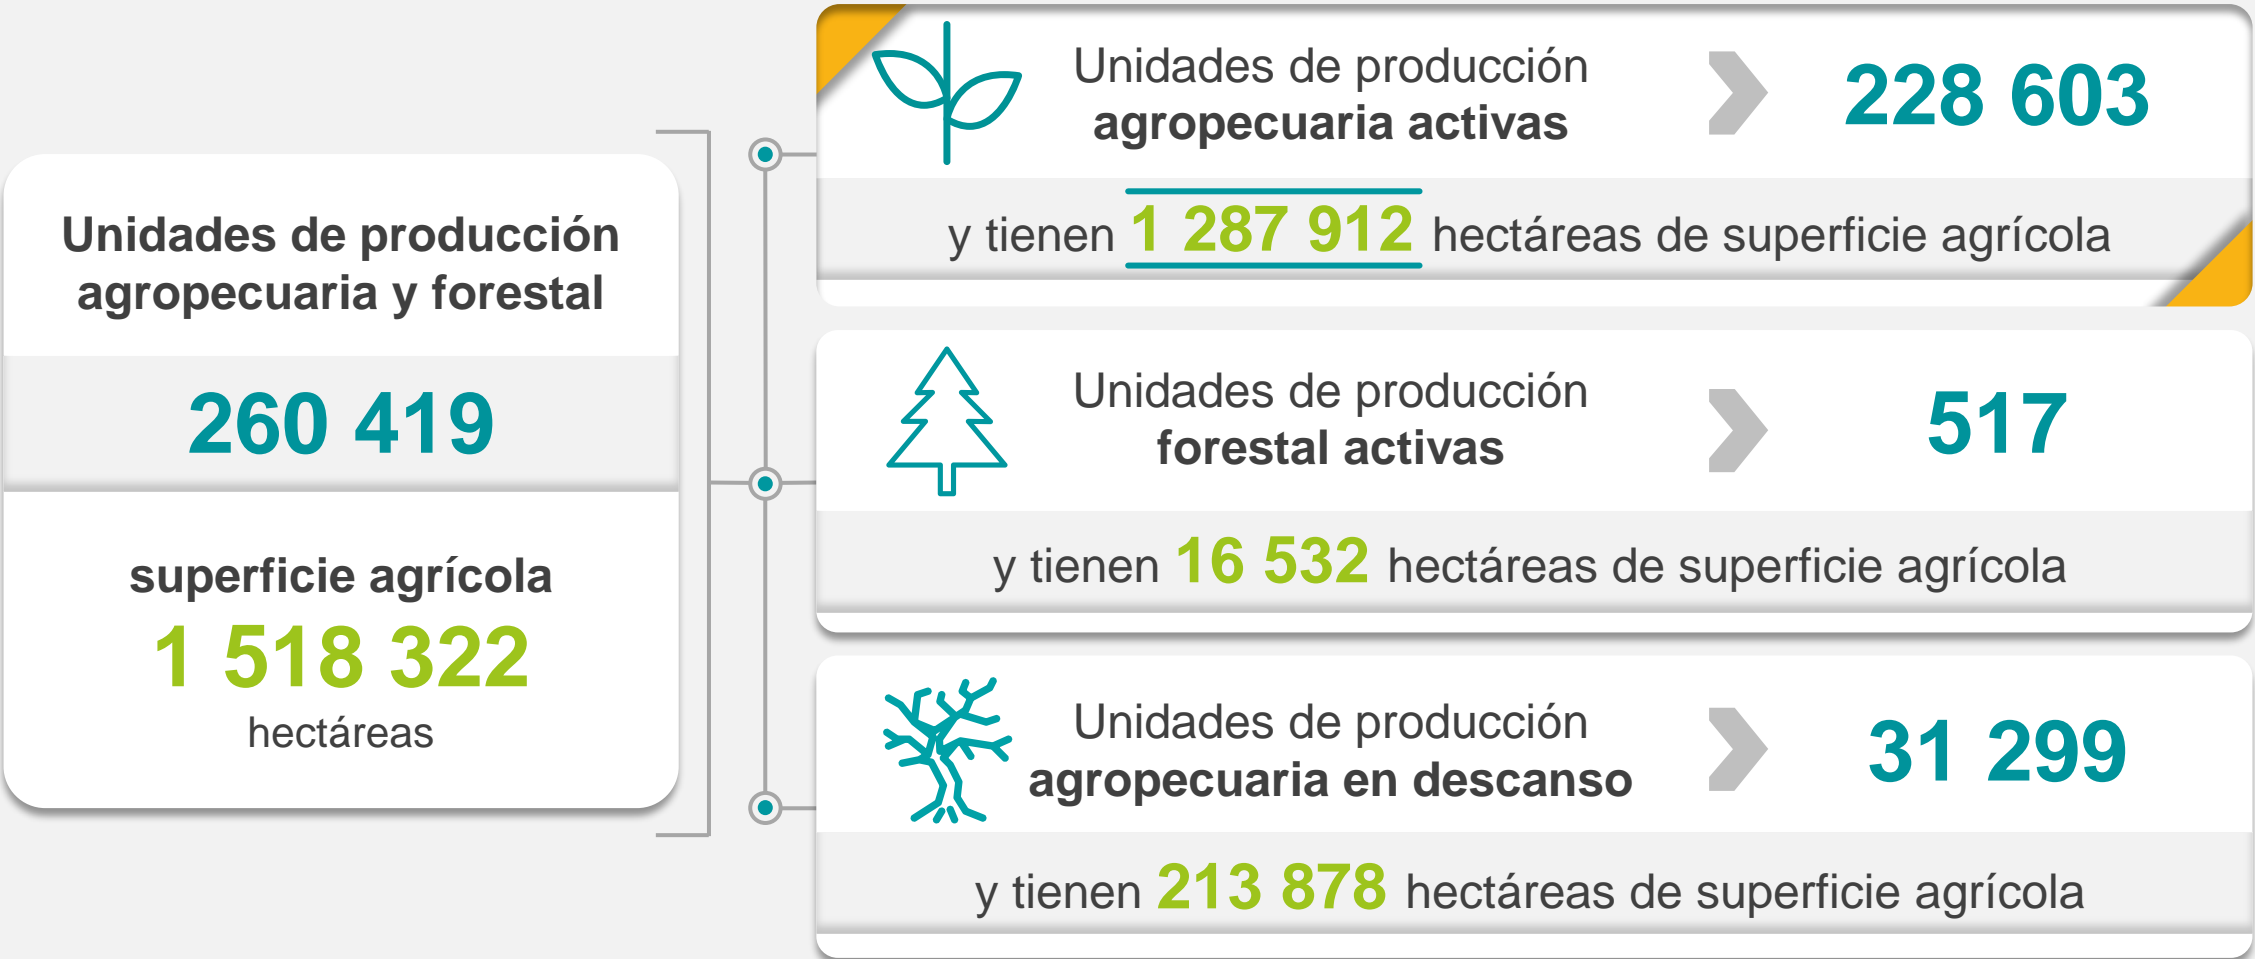 Unidades de producción
agropecuaria y forestal
260 419
superficie agrícola
1 518 322
hectáreas
Unidades de producción
agropecuaria activas
228 603
y tienen 1 287 912 hectáreas de superficie agrícola
Unidades de producción
forestal activas
517
y tienen 16 532 hectáreas de superficie agrícola
Unidades de producción
agropecuaria en descanso
31 299
y tienen 213 878 hectáreas de superficie agrícola